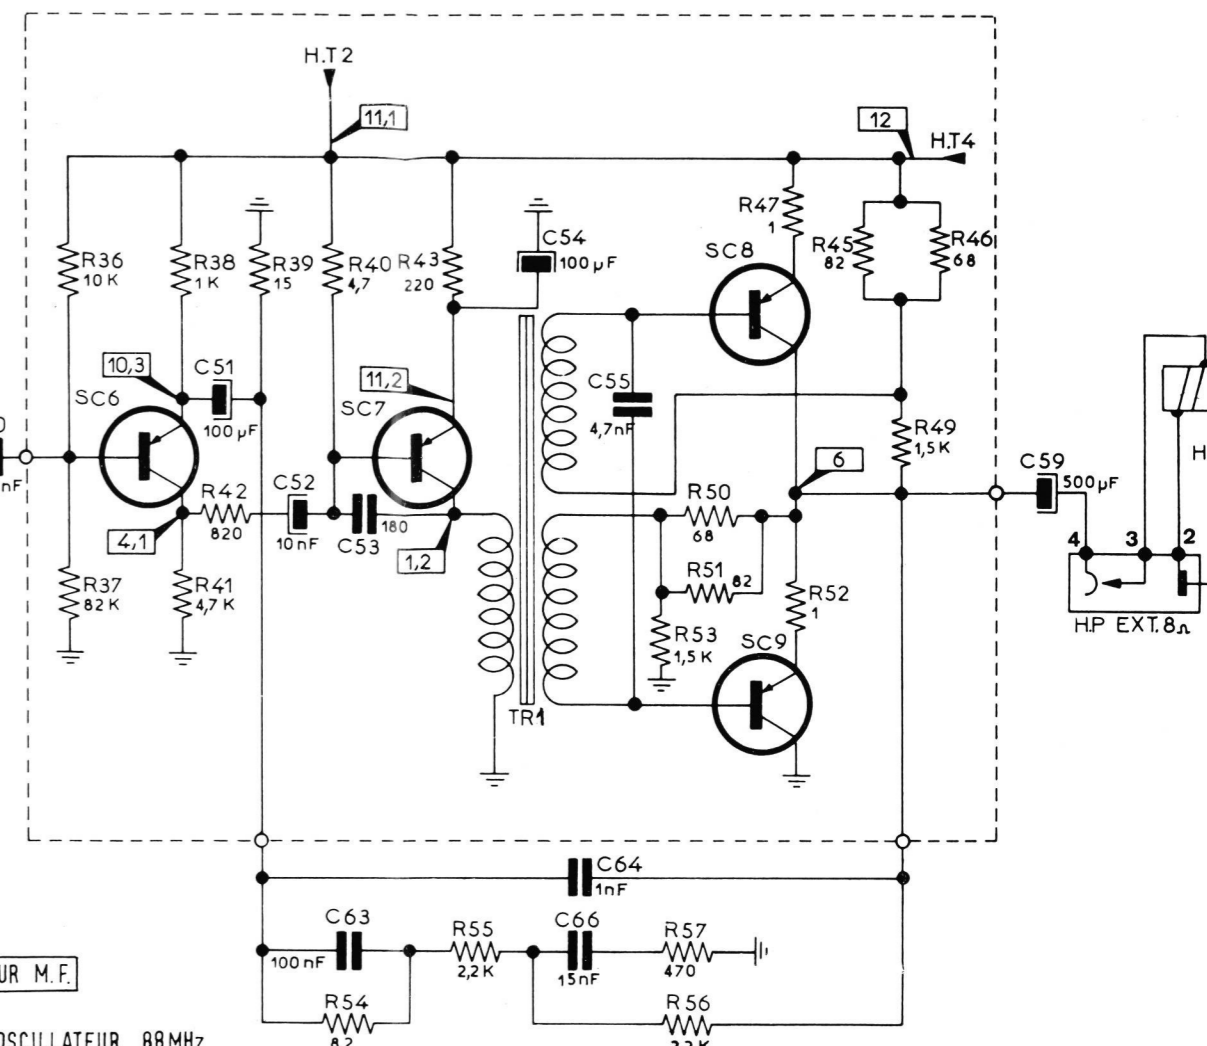 H.T2
11,1
12
H.T4
R47
1
C54
100 µF
SC8
R45
82
R46
68
R36
10 K
R38
1 K
R39
15
R40
4,7
R43
220
10,3
C51
100 µF
11,2
C55
4,7nF
SC6
SC7
R49
1,5 K
6
C59
500 µF
nF
R42
820
C52
10 nF
C53
180
R50
68
4,1
1,2
4
3
2
R51
82
R37
82 K
R41
4,7 K
R52
1
R53
1,5 K
SC9
H.P EXT. 8Ω
H
TR1
C64
1nF
C63
100 nF
R55
2,2K
C66
15nF
R57
470
UR M.F.
R54
8,2
R56
OSCILLATEUR 88MHz